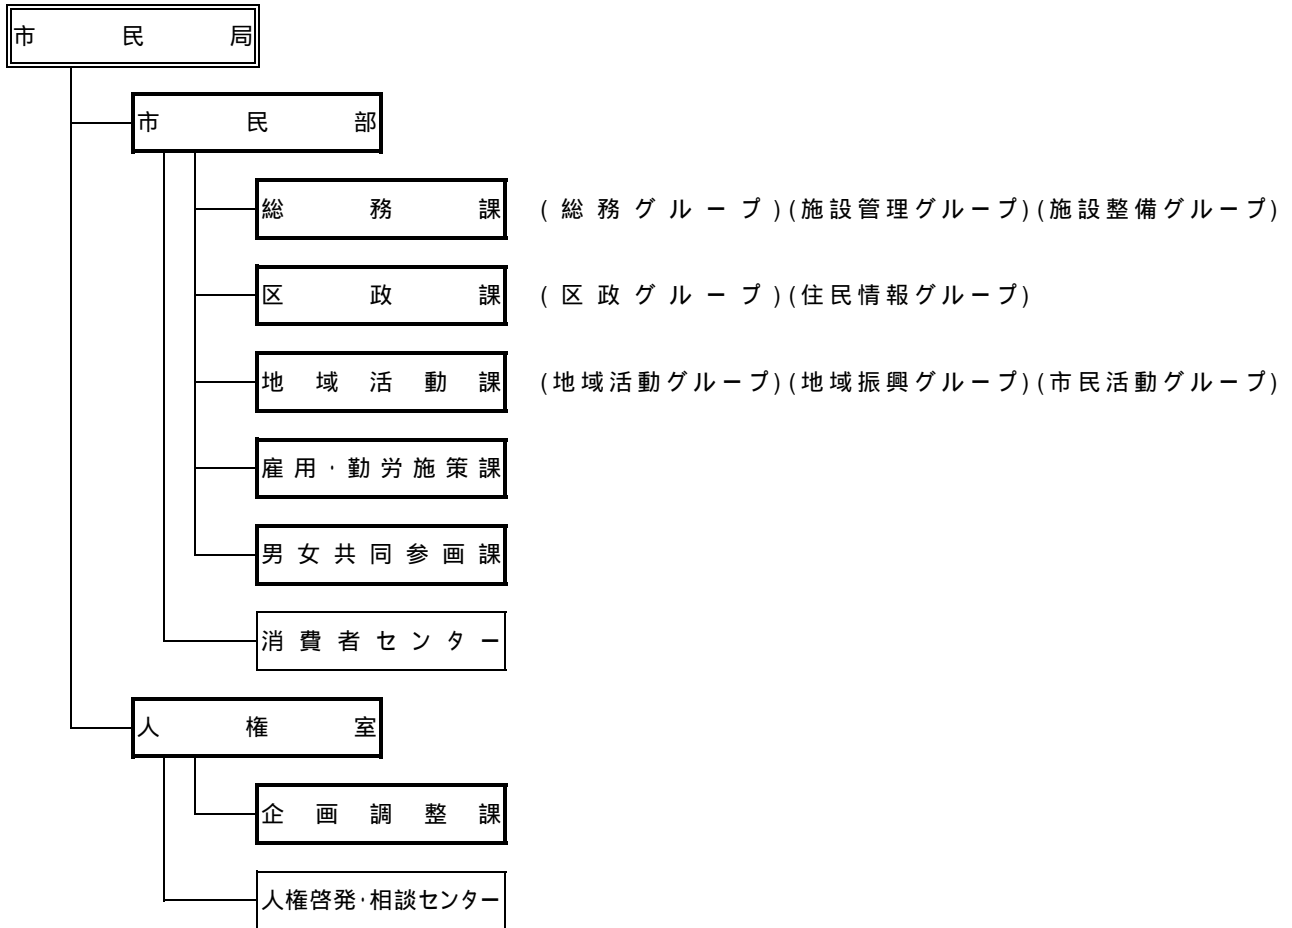 市民局
市民部
総務課 (総務グループ)(施設管理グループ)(施設整備グループ)
区政課 (区政グループ)(住民情報グループ)
地域活動課 (地域活動グループ)(地域振興グループ)(市民活動グループ)
雇用・勤労施策課
男女共同参画課
消費者センター
人権室
企画調整課
人権啓発・相談センター